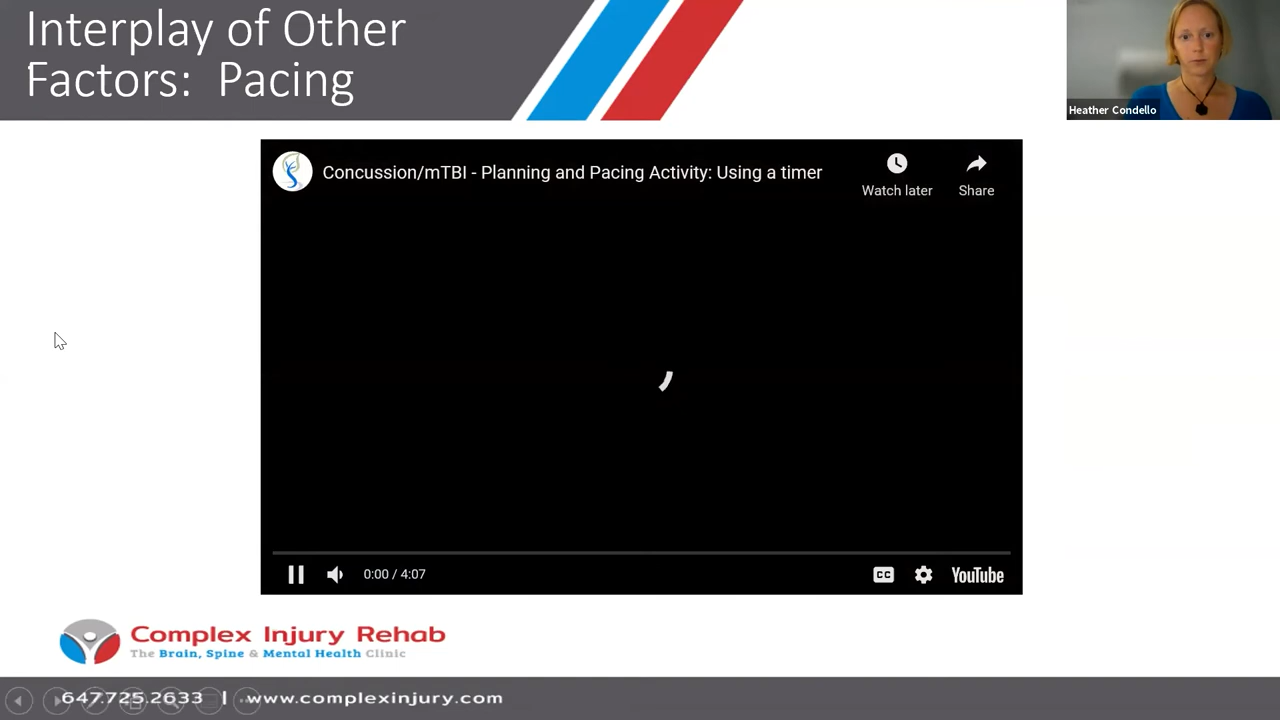 Interplay of Other
Factors: Pacing
Heather Condello
Concussion/mTBI - Planning and Pacing Activity: Using a timer
Watch later
Share
0:00 / 4:07
CC
YouTube
Complex Injury Rehab
The Brain, Spine & Mental Health Clinic
647.725.2633 | www.complexinjury.com